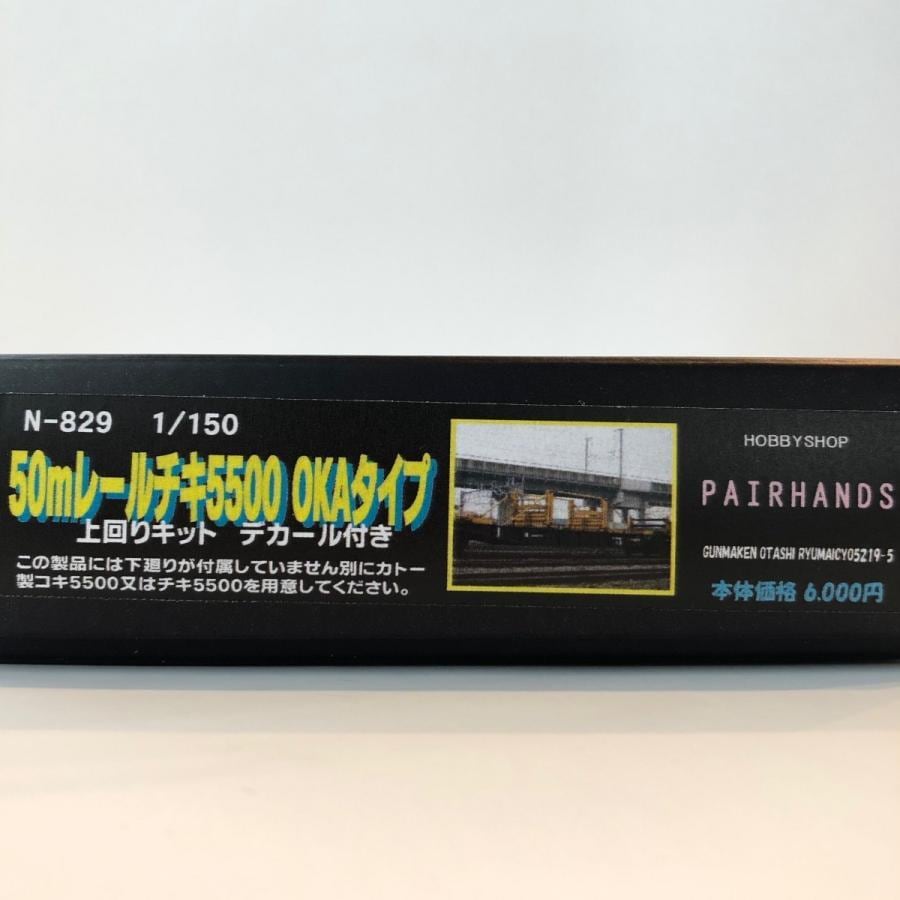 N-829 1/150
50mレールチキ5500 OKAタイプ
上回りキット デカール付き
この製品には下廻りが付属していません別にカトー
製コキ5500又はチキ5500を用意してください。
HOBBYSHOP
PAIRHANDS
GUNMAKEN OTASHI RYUMAICYO5219-5
本体価格 6.000円